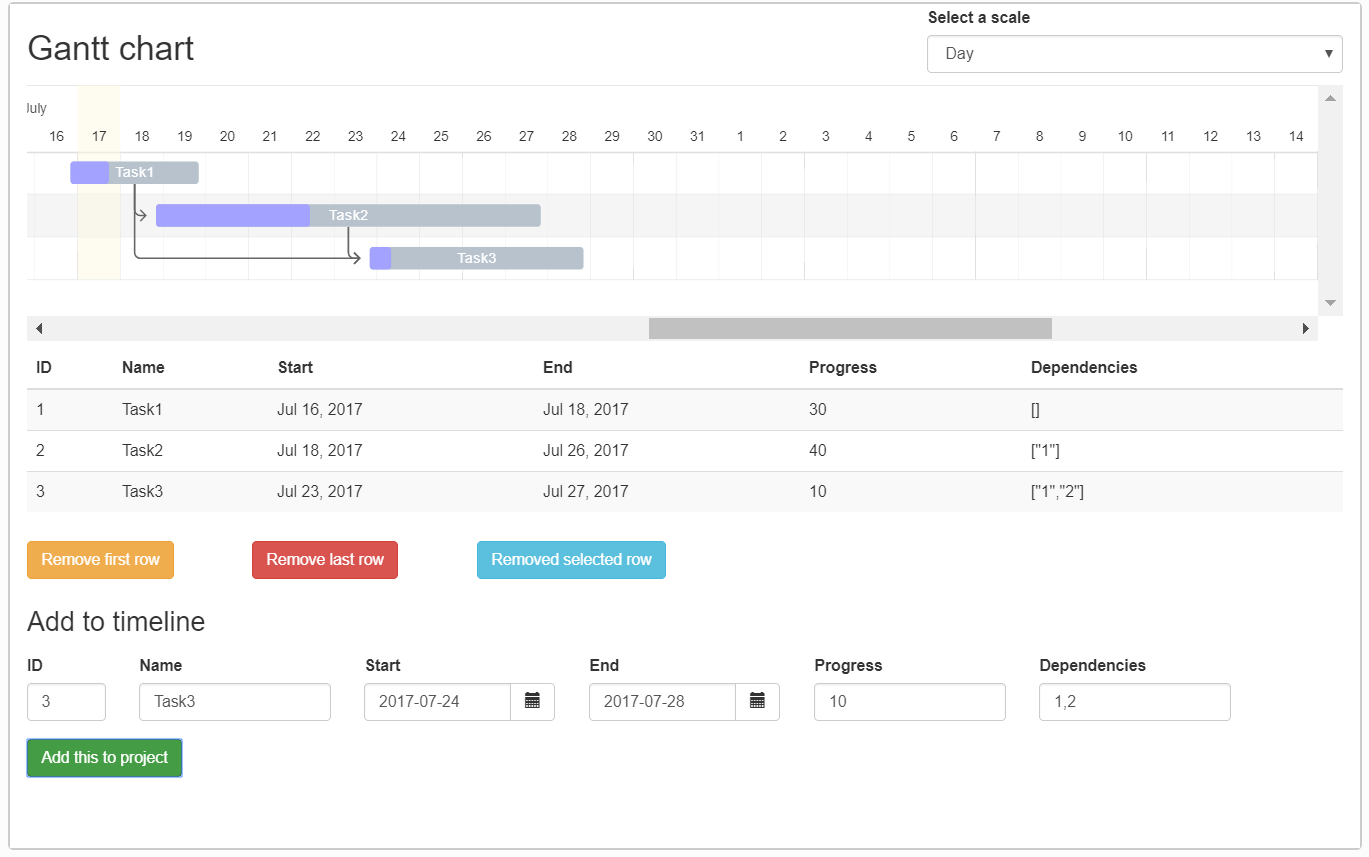 Select a scale
Gantt chart
Day
July
16 17 18 19 20 21 22 23 24 25 26 27 28 29 30 31 1 2 3 4 5 6 7 8 9 10 11 12 13 14
Task1
Task2
Task3
ID Name Start End Progress Dependencies
1 Task1 Jul 16, 2017 Jul 18, 2017 30 []
2 Task2 Jul 18, 2017 Jul 26, 2017 40 ["1"]
3 Task3 Jul 23, 2017 Jul 27, 2017 10 ["1","2"]
Remove first row Remove last row Removed selected row
Add to timeline
ID Name Start End Progress Dependencies
3 Task3 2017-07-24 2017-07-28 10 1,2
Add this to project